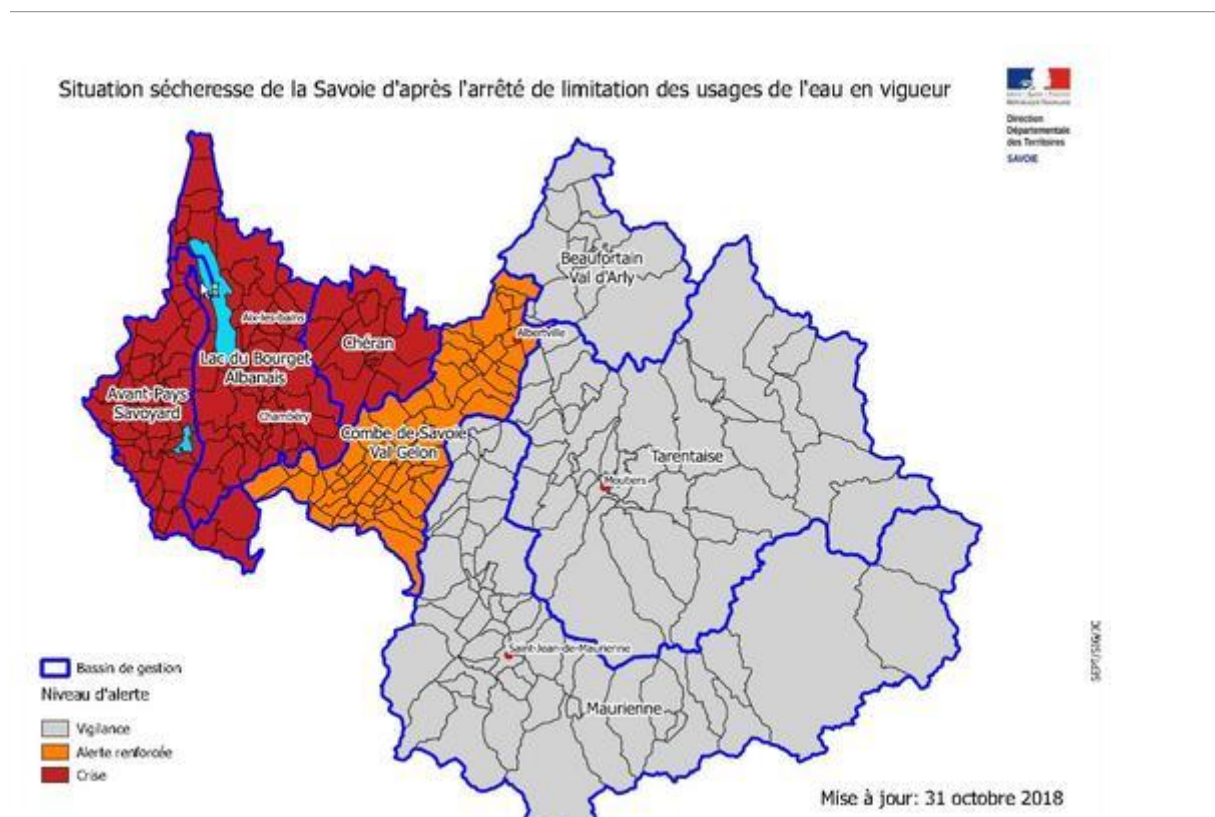 Situation sécheresse de la Savoie d'après l'arrêté de limitation des usages de l'eau en vigueur
RÉPUBLIQUE FRANÇAISE
Direction
Départementale
des Territoires
SAVOIE
Beaufortain
Val d'Arly
Aix-les-bains
Albertville
Chéran
Lac du Bourget
Albanais
Avant-Pays
Savoyard
Chambéry
Combe de Savoie
Val Gelon
Tarentaise
Moutiers
Saint-Jean-de-Maurienne
Maurienne
Bassin de gestion
Niveau d'alerte
Vigilance
Alerte renforcée
Crise
Mise à jour: 31 octobre 2018